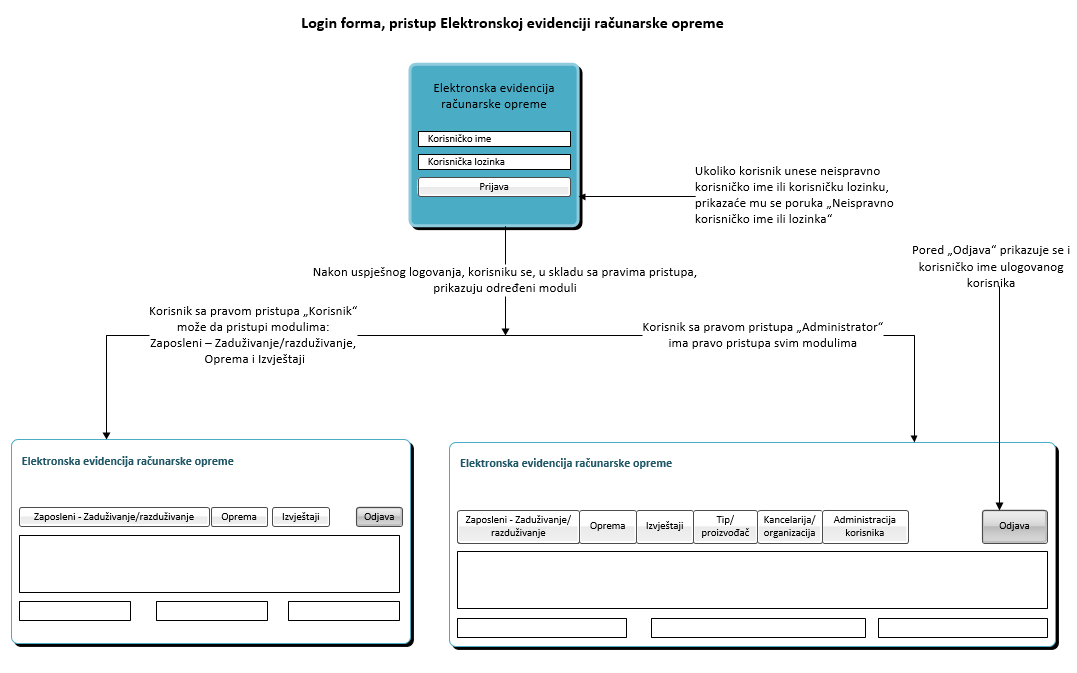 Login forma, pristup Elektronskoj evidenciji računarske opreme
Elektronska evidencija
računarske opreme
Korisničko ime
Korisnička lozinka
Prijava
Ukoliko korisnik unese neispravno
korisničko ime ili korisničku lozinku,
prikazaće mu se poruka „Neispravno
korisničko ime ili lozinka“
Pored „Odjava“ prikazuje se i
korisničko ime ulogovanog
korisnika
Nakon uspješnog logovanja, korisniku se, u skladu sa pravima pristupa,
prikazuju određeni moduli
Korisnik sa pravom pristupa „Korisnik“
može da pristupi modulima:
Zaposleni – Zaduživanje/razduživanje,
Oprema i Izvještaji
Korisnik sa pravom pristupa „Administrator“
ima pravo pristupa svim modulima
Elektronska evidencija računarske opreme
Zaposleni - Zaduživanje/razduživanje
Oprema
Izvještaji
Odjava
Elektronska evidencija računarske opreme
Zaposleni - Zaduživanje/
razduživanje
Oprema
Izvještaji
Tip/
proizvođač
Kancelarija/
organizacija
Administracija
korisnika
Odjava